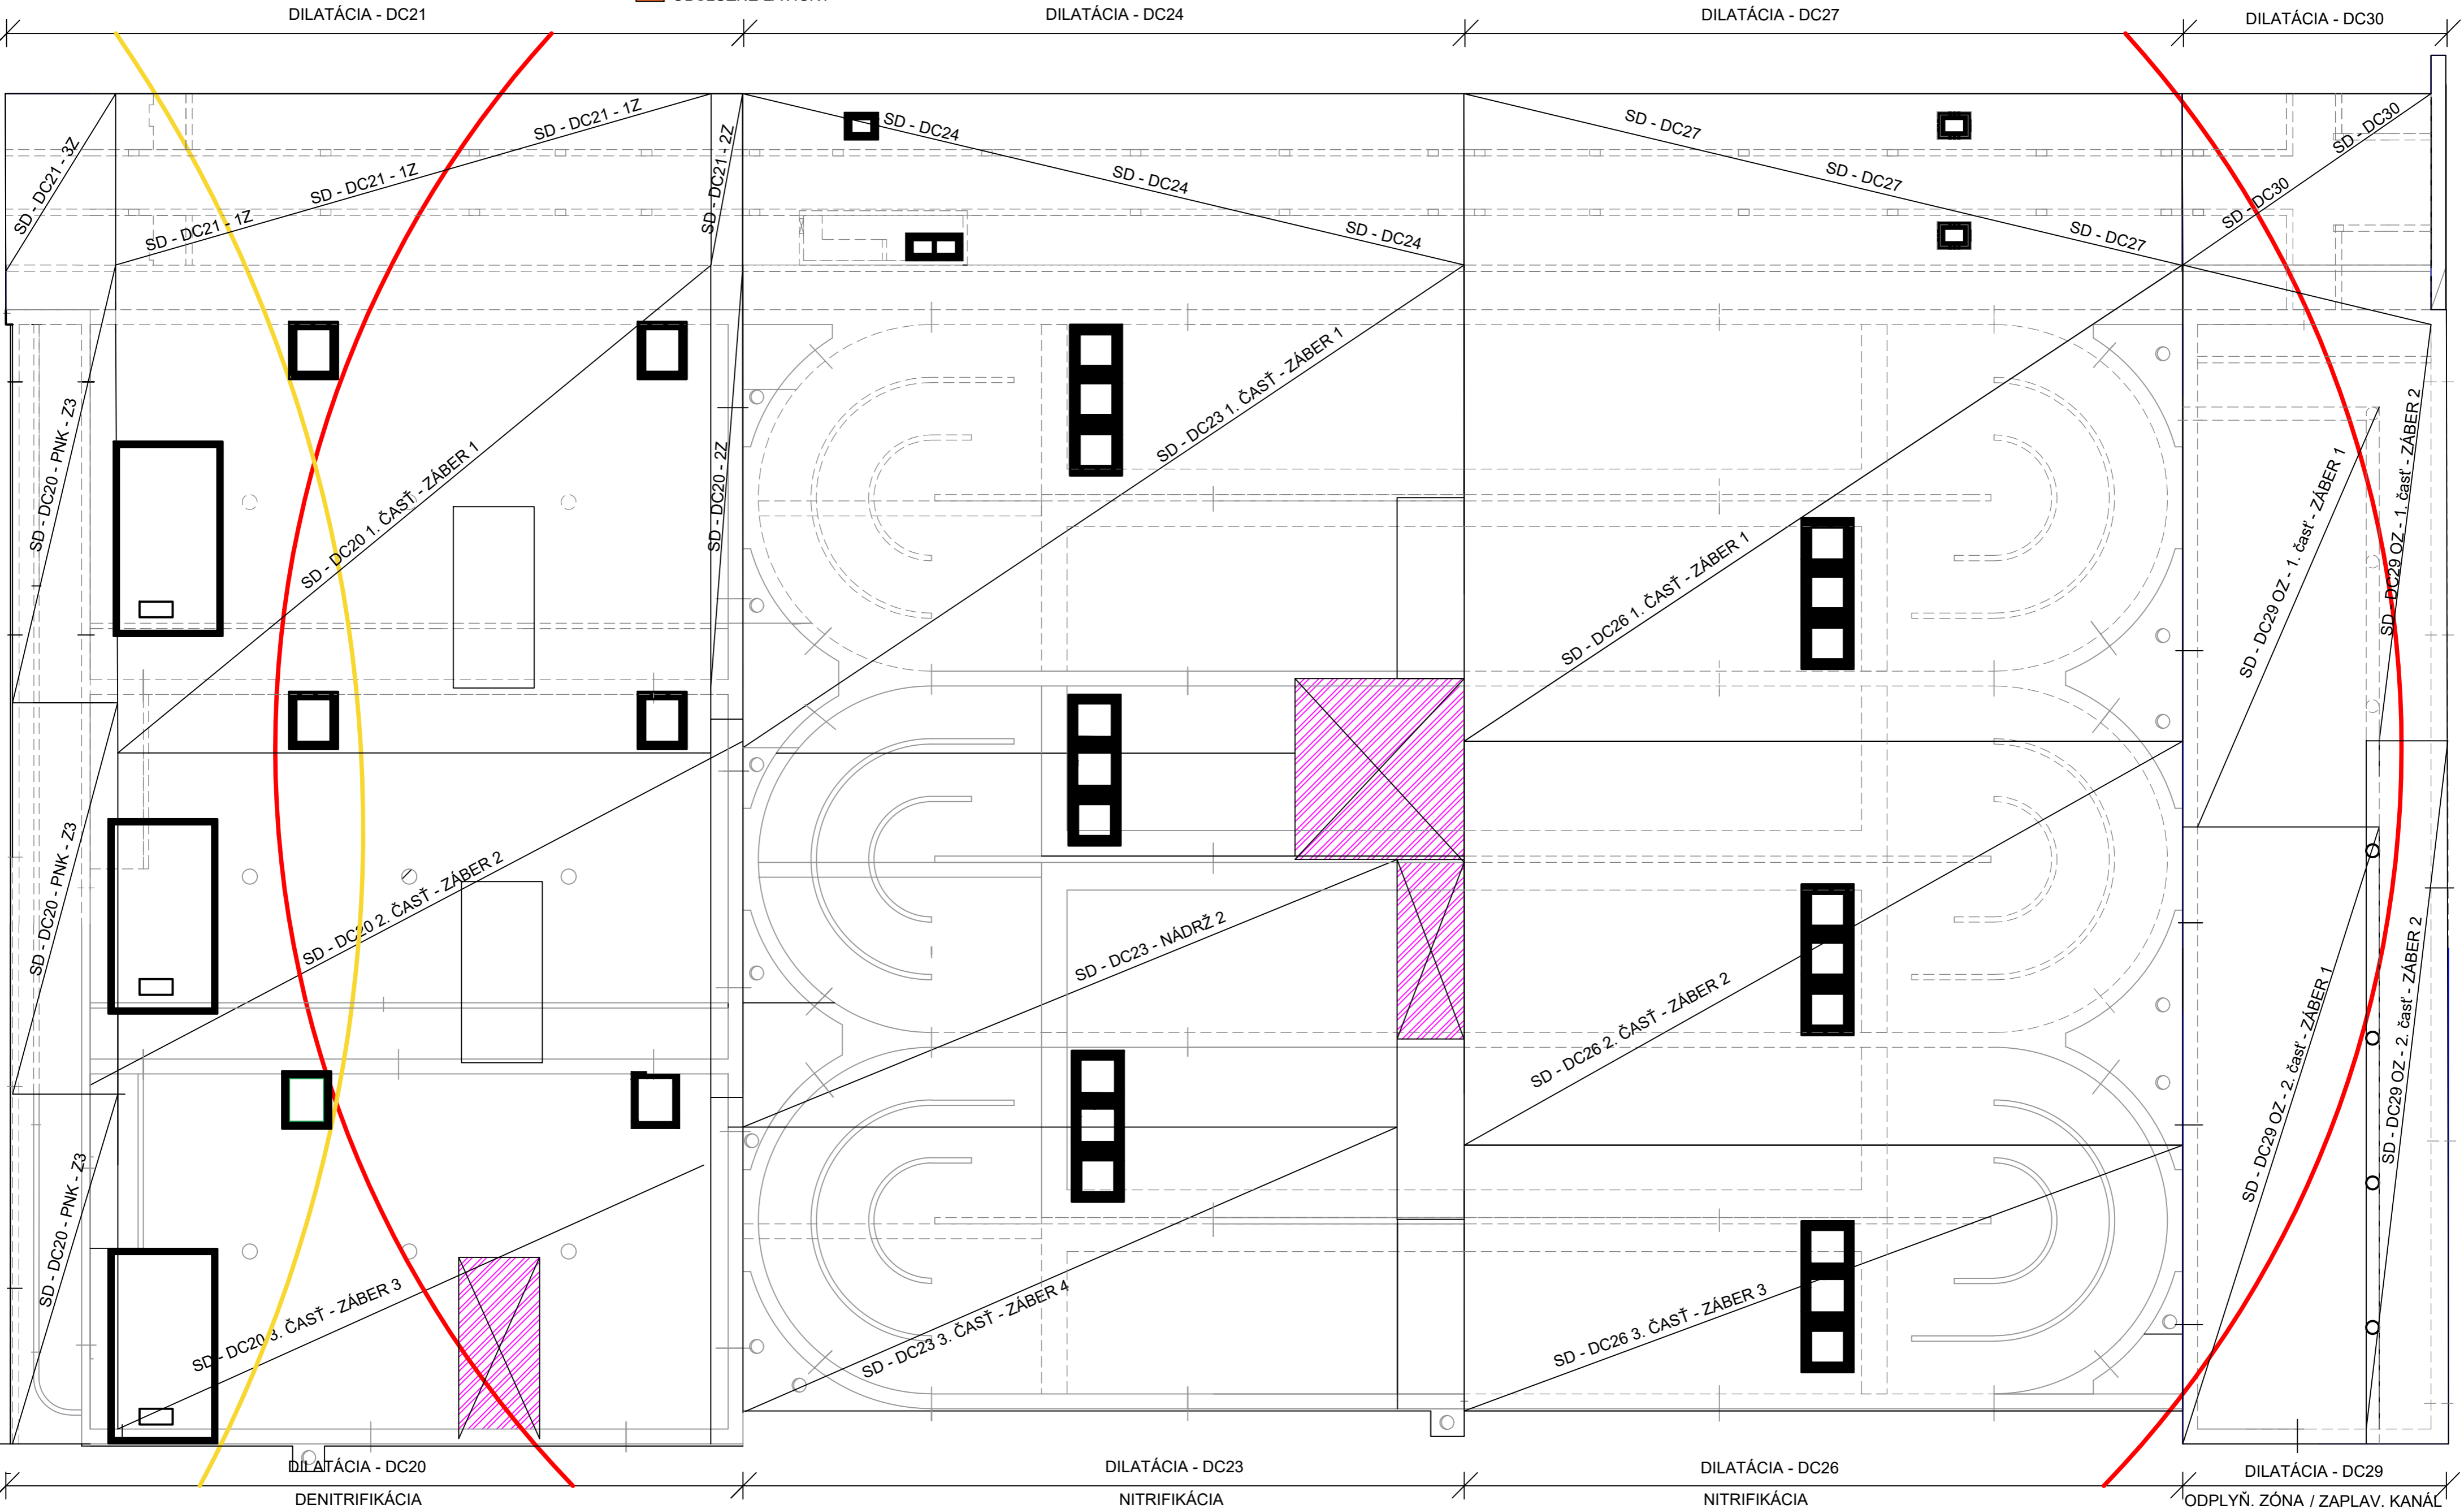 DILATÁCIA - DC21
DILATÁCIA - DC24
DILATÁCIA - DC27
DILATÁCIA - DC30
SD - DC21 - 3Z
SD - DC21 - 1Z
SD - DC21 - 1Z
SD - DC21 - 1Z
SD - DC21 - 2Z
SD - DC24
SD - DC24
SD - DC24
SD - DC27
SD - DC27
SD - DC27
SD - DC30
SD - DC30
SD - DC20 - PNK - Z3
SD - DC20 1. ČASŤ - ZÁBER 1
SD - DC20 - 2Z
SD - DC23 1. ČASŤ - ZÁBER 1
SD - DC26 1. ČASŤ - ZÁBER 1
SD - DC29 OZ - 1. časť - ZÁBER 1
SD - DC29 OZ - 1. časť - ZÁBER 2
SD - DC20 - PNK - Z3
SD - DC20 2. ČASŤ - ZÁBER 2
SD - DC23 - NÁDRŽ 2
SD - DC26 2. ČASŤ - ZÁBER 2
SD - DC29 OZ - 2. časť - ZÁBER 1
SD - DC29 OZ - 2. časť - ZÁBER 2
SD - DC20 - PNK - Z3
SD - DC20 3. ČASŤ - ZÁBER 3
SD - DC23 3. ČASŤ - ZÁBER 4
SD - DC26 3. ČASŤ - ZÁBER 3
DILATÁCIA - DC20
DILATÁCIA - DC23
DILATÁCIA - DC26
DILATÁCIA - DC29
DENITRIFIKÁCIA
NITRIFIKÁCIA
NITRIFIKÁCIA
ODPLYŇ. ZÓNA / ZAPLAV. KANÁL